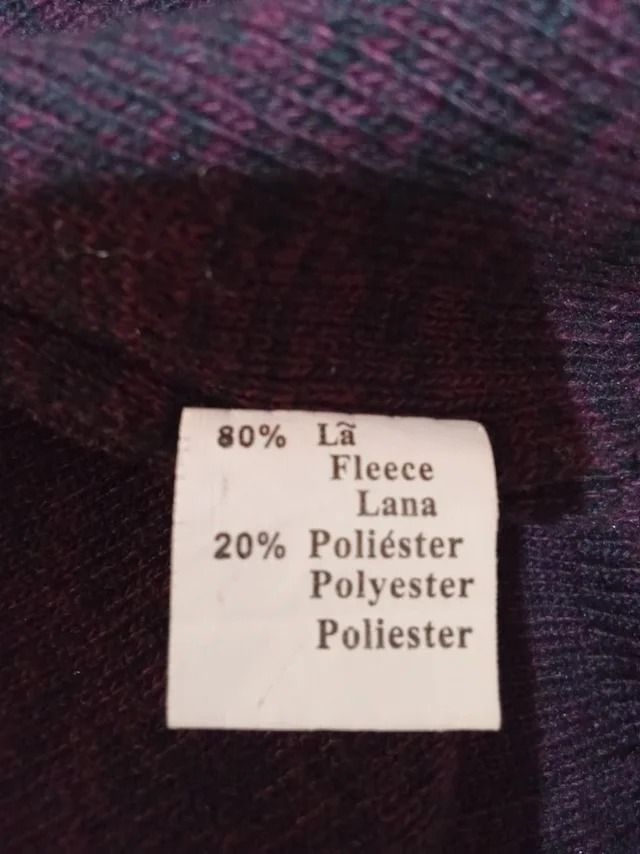 80% Lã
Fleece
Lana
20% Poliéster
Polyester
Poliester